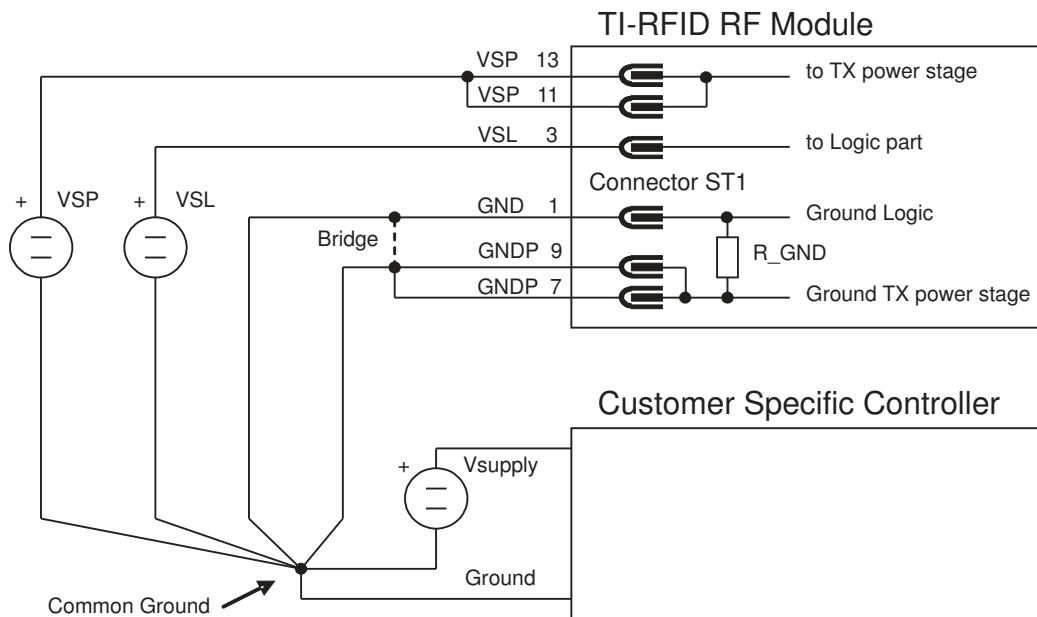 TI-RFID RF Module
VSP 13
to TX power stage
VSP 11
VSL 3
to Logic part
Connector ST1
+ VSP
+ VSL
GND 1
Ground Logic
Bridge
R_GND
GNDP 9
GNDP 7
Ground TX power stage
Customer Specific Controller
+ Vsupply
Ground
Common Ground